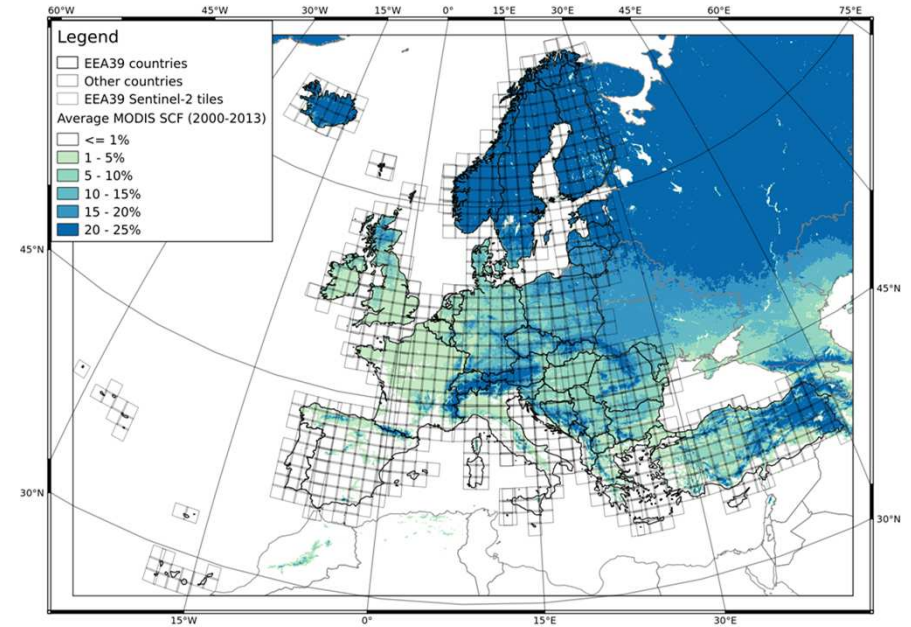 60°W 45°W 30°W 15°W 0° 15°E 30°E 45°E 60°E 75°E
Legend
EEA39 countries
Other countries
EEA39 Sentinel-2 tiles
Average MODIS SCF (2000-2013)
<= 1%
1 - 5%
5 - 10%
10 - 15%
15 - 20%
20 - 25%
45°N
45°N
30°N
30°N
15°W 0° 15°E 30°E